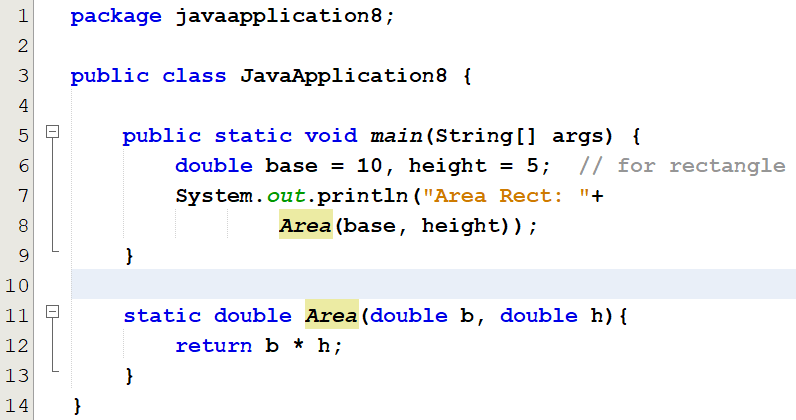 1 package javaapplication8;
2
3 public class JavaApplication8 {
4
5     public static void main(String[] args) {
6         double base = 10, height = 5;  // for rectangle
7         System.out.println("Area Rect: "+
8                 Area(base, height));
9     }
10
11     static double Area(double b, double h){
12         return b * h;
13     }
14 }